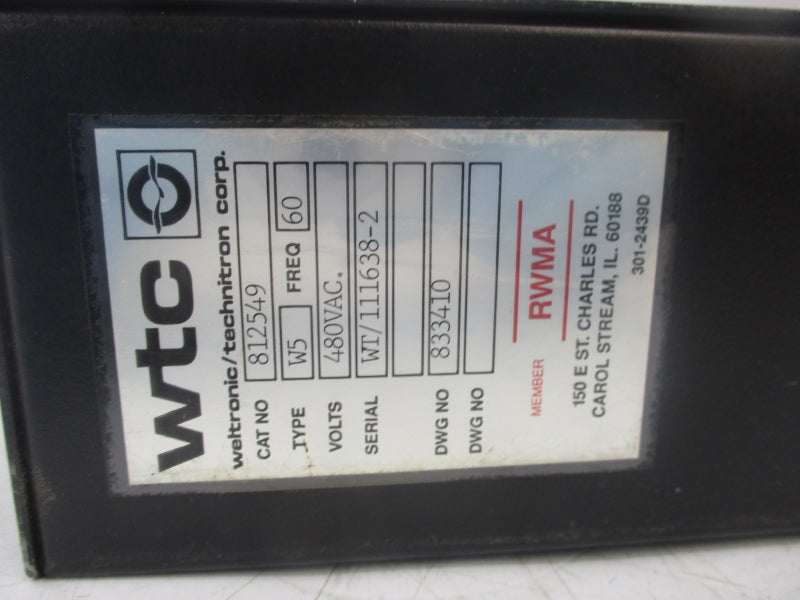 wtc
weltronic/technitron corp.
CAT NO 812549
TYPE W5 FREQ 60
VOLTS 480VAC.
SERIAL WT/111638-2
DWG NO 833410
DWG NO
MEMBER RWMA
150 E ST. CHARLES RD.
CAROL STREAM, IL. 60188
301-2439D